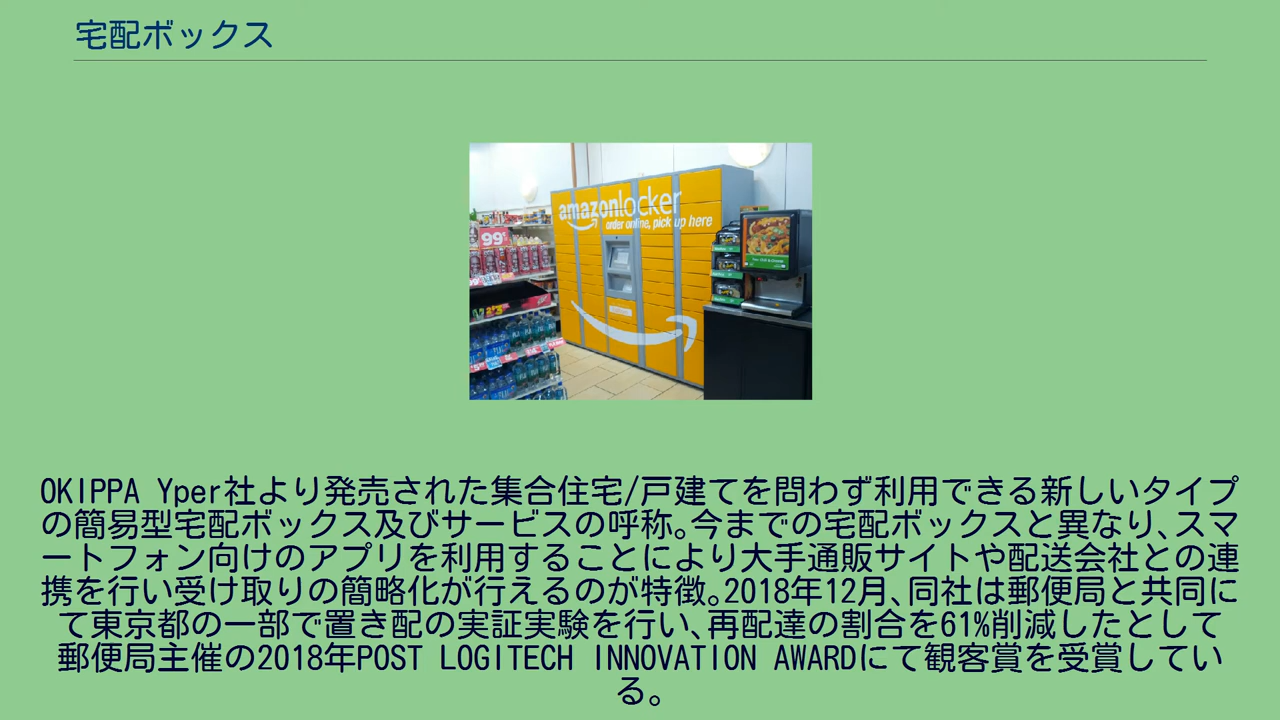 宅配ボックス
amazonlocker
order online, pick up here
99¢
OKIPPA Yper社より発売された集合住宅/戸建てを問わず利用できる新しいタイプ
の簡易型宅配ボックス及びサービスの呼称。今までの宅配ボックスと異なり、スマ
ートフォン向けのアプリを利用することにより大手通販サイトや配送会社との連
携を行い受け取りの簡略化が行えるのが特徴。2018年12月、同社は郵便局と共同に
て東京都の一部で置き配の実証実験を行い、再配達の割合を61%削減したとして
郵便局主催の2018年POST LOGITECH INNOVATION AWARDにて観客賞を受賞してい
る。